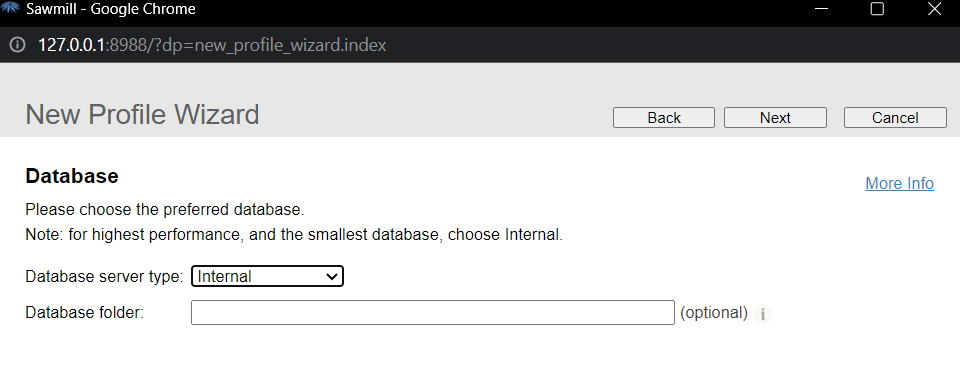 Sawmill - Google Chrome
127.0.0.1:8988/?dp=new_profile_wizard.index
New Profile Wizard
Back Next Cancel
Database
More Info
Please choose the preferred database.
Note: for highest performance, and the smallest database, choose Internal.
Database server type: Internal
Database folder: (optional) i